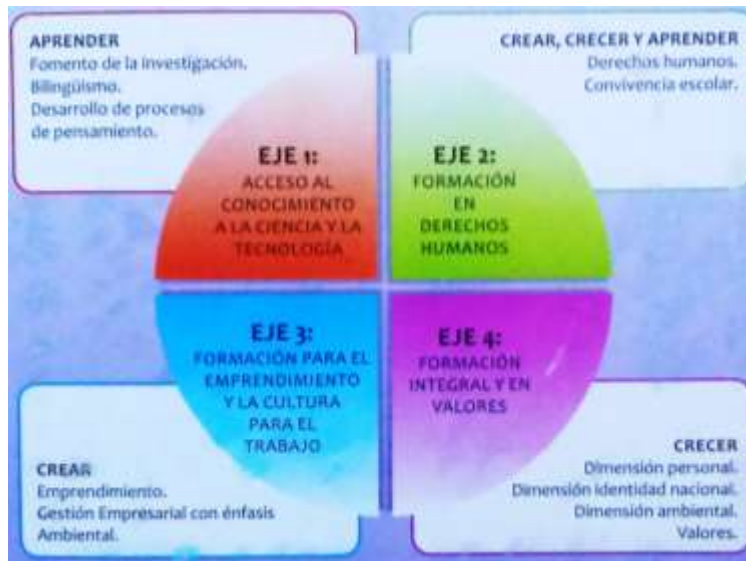 APRENDER
Fomento de la investigación.
Bilingüismo.
Desarrollo de procesos
de pensamiento.
CREAR, CRECER Y APRENDER
Derechos humanos.
Convivencia escolar.
EJE 1:
ACCESO AL
CONOCIMIENTO
A LA CIENCIA Y LA
TECNOLOGÍA
EJE 2:
FORMACIÓN
EN
DERECHOS
HUMANOS
EJE 3:
FORMACIÓN PARA EL
EMPRENDIMIENTO
Y LA CULTURA
PARA EL
TRABAJO
EJE 4:
FORMACIÓN
INTEGRAL Y EN
VALORES
CREAR
Emprendimiento.
Gestión Empresarial con énfasis
Ambiental.
CRECER
Dimensión personal.
Dimensión identidad nacional.
Dimensión ambiental.
Valores.